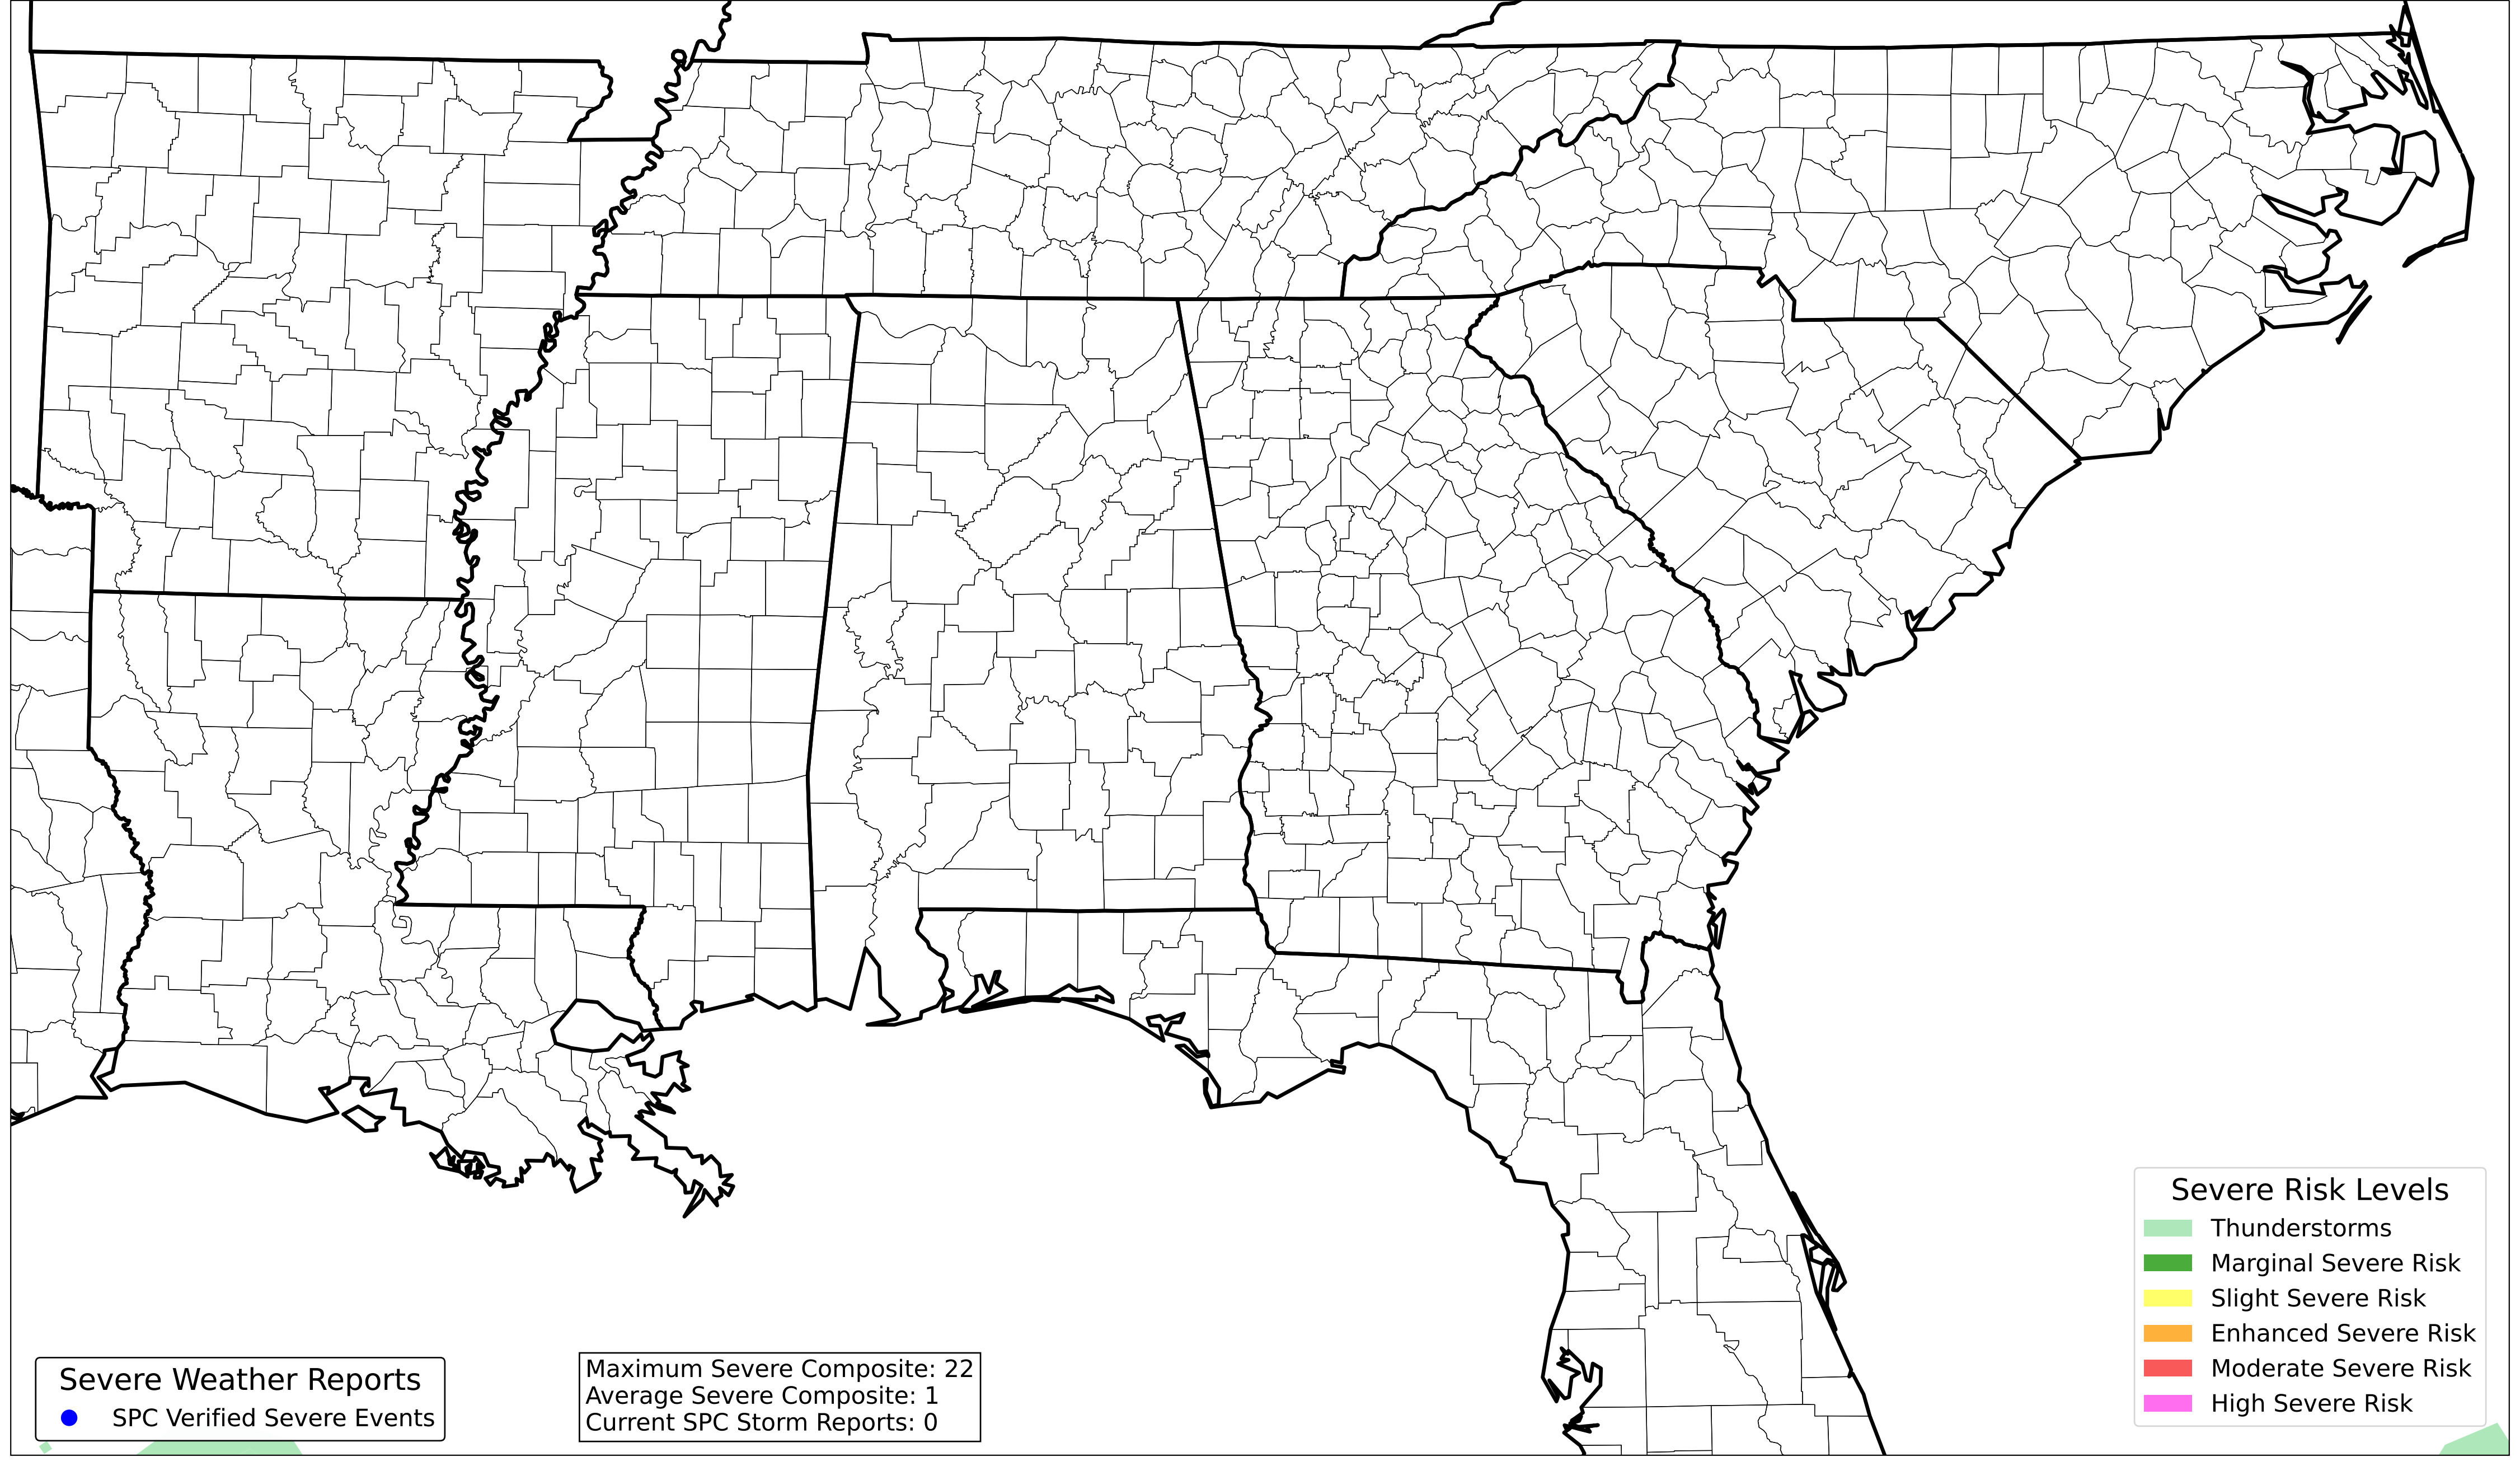 Severe Risk Levels
Thunderstorms
Marginal Severe Risk
Slight Severe Risk
Enhanced Severe Risk
Moderate Severe Risk
High Severe Risk
Severe Weather Reports
SPC Verified Severe Events
Maximum Severe Composite: 22
Average Severe Composite: 1
Current SPC Storm Reports: 0